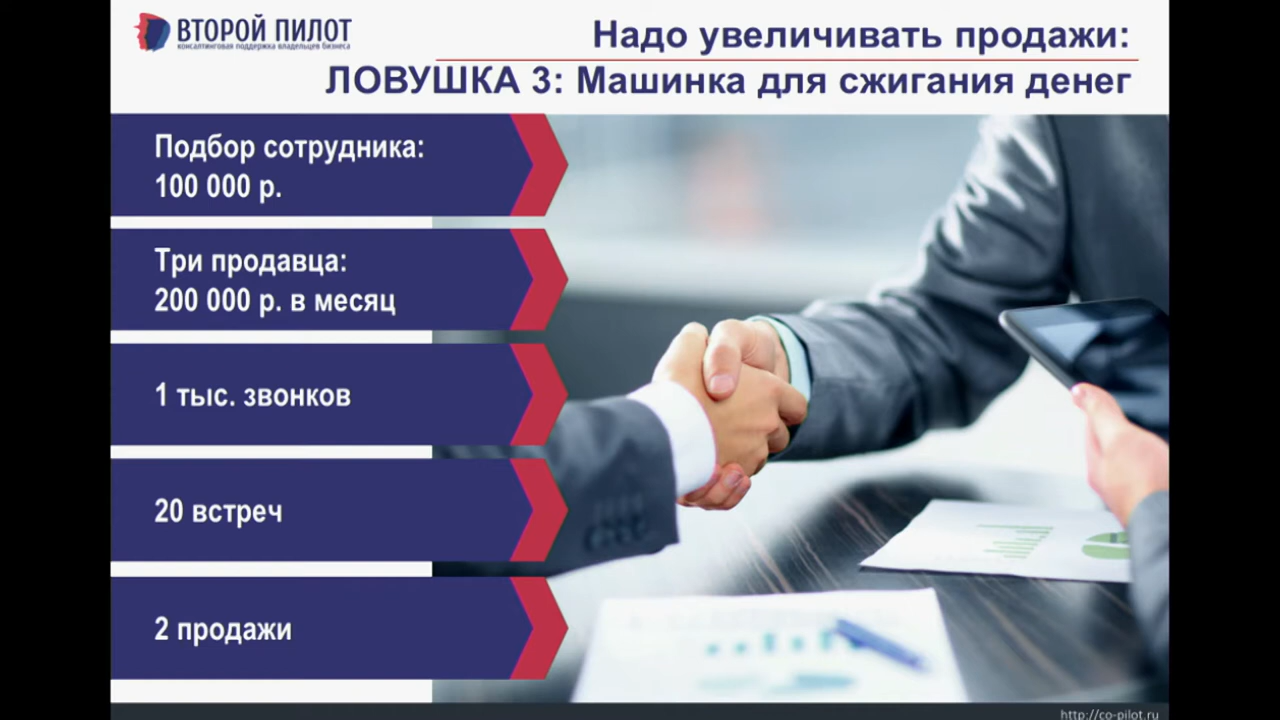 ВТОРОЙ ПИЛОТ
консалтинговая поддержка владельцев бизнеса
Надо увеличивать продажи:
ЛОВУШКА 3: Машинка для сжигания денег
Подбор сотрудника:
100 000 р.
Три продавца:
200 000 р. в месяц
1 тыс. звонков
20 встреч
2 продажи
http://co-pilot.ru